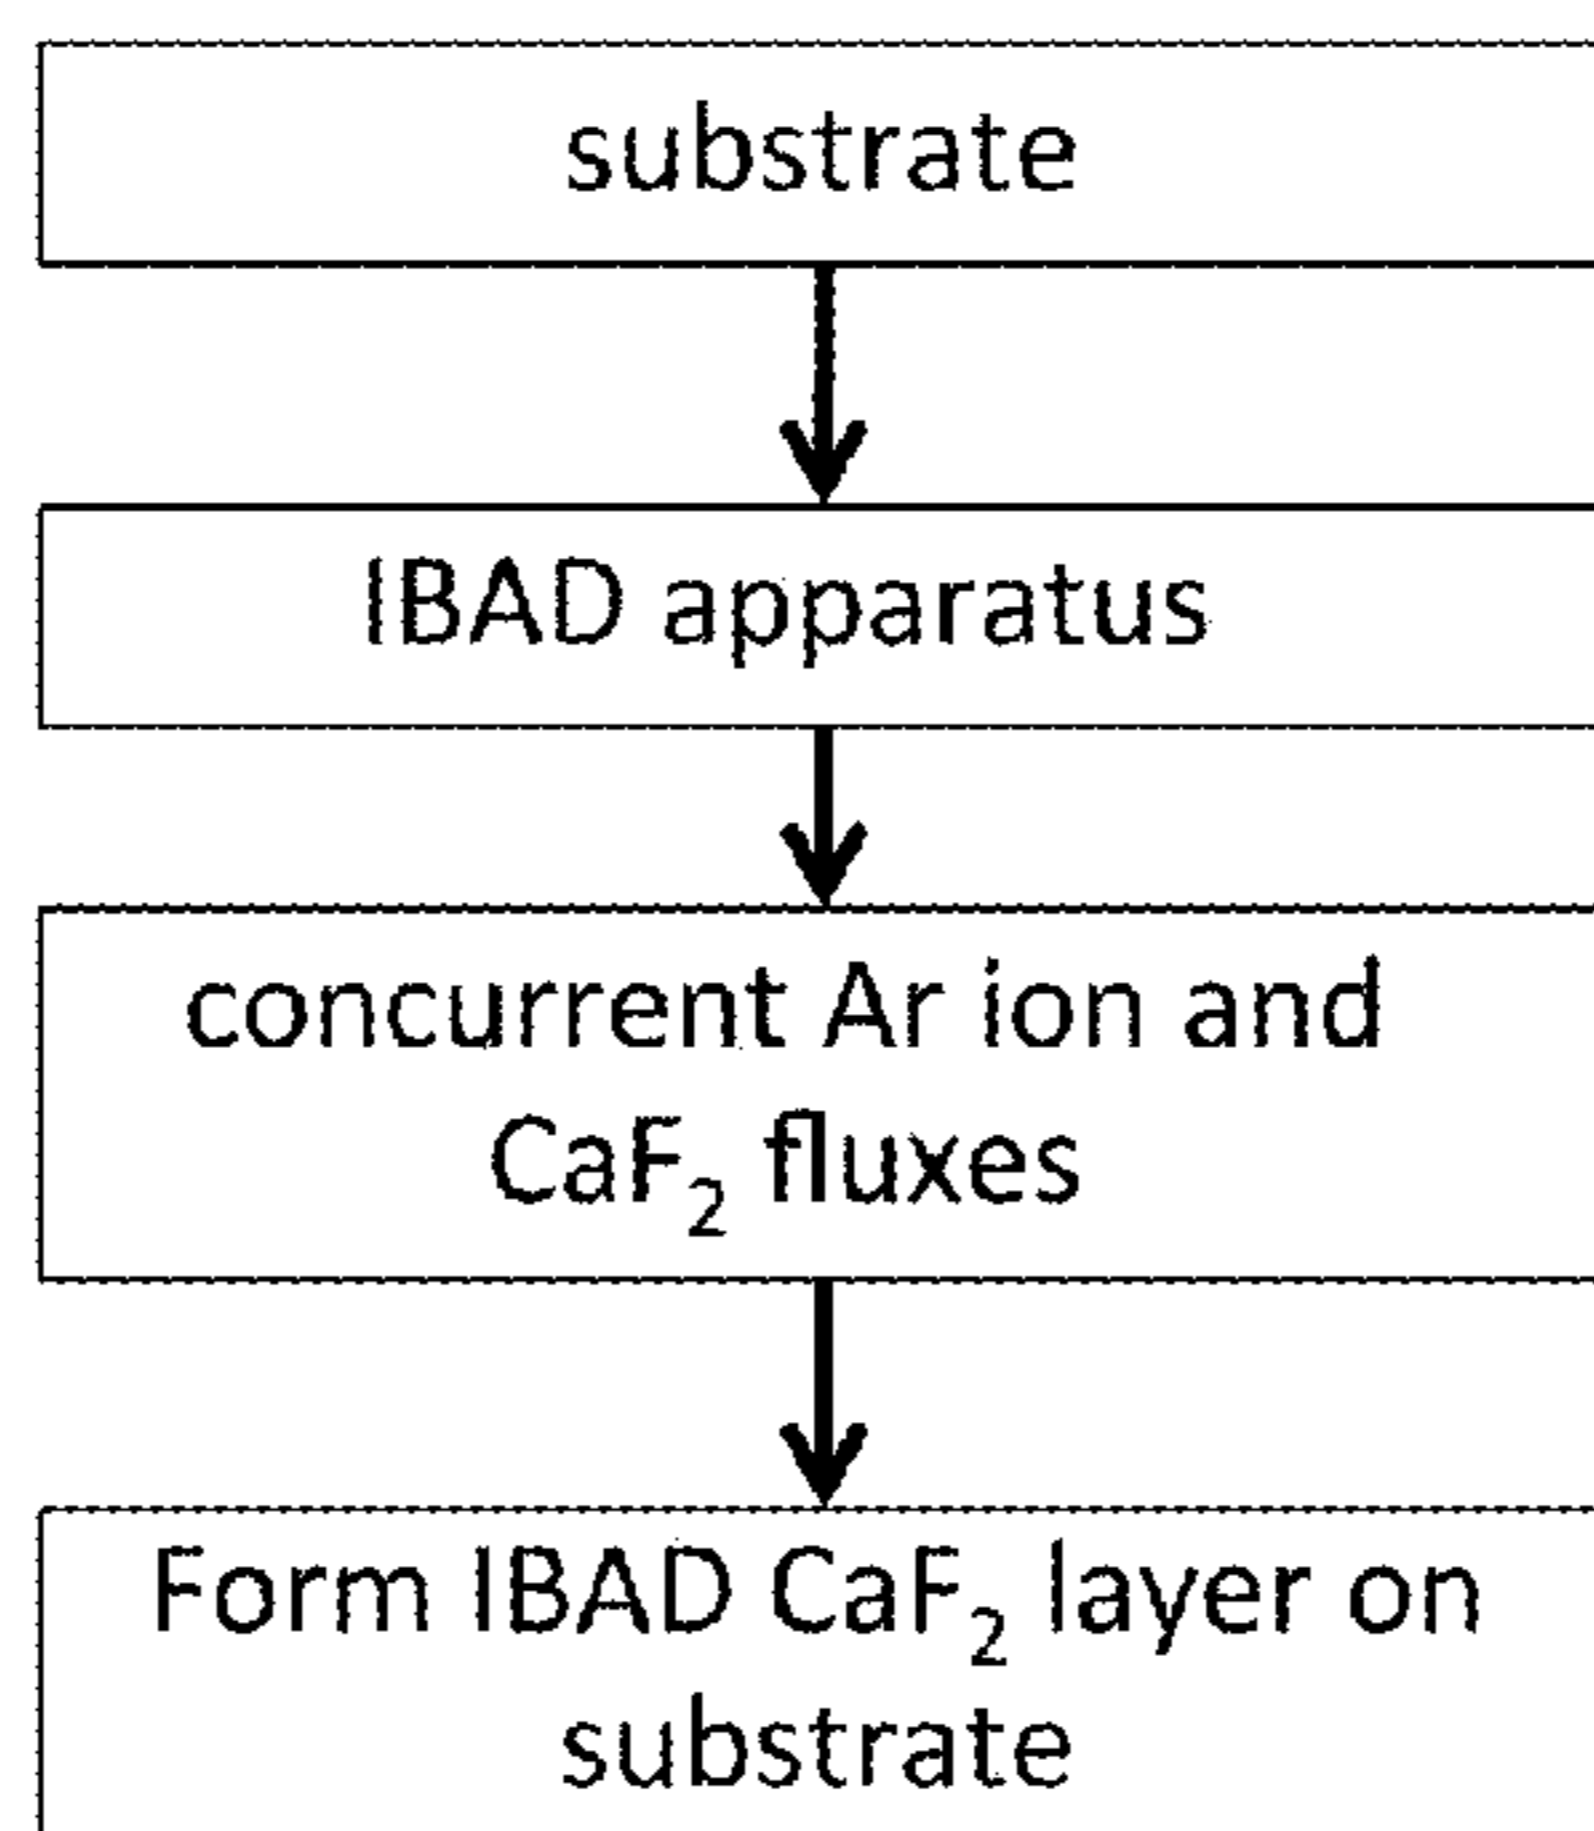 substrate
IBAD apparatus
concurrent Ar ion and
CaF₂ fluxes
Form IBAD CaF₂ layer on
substrate